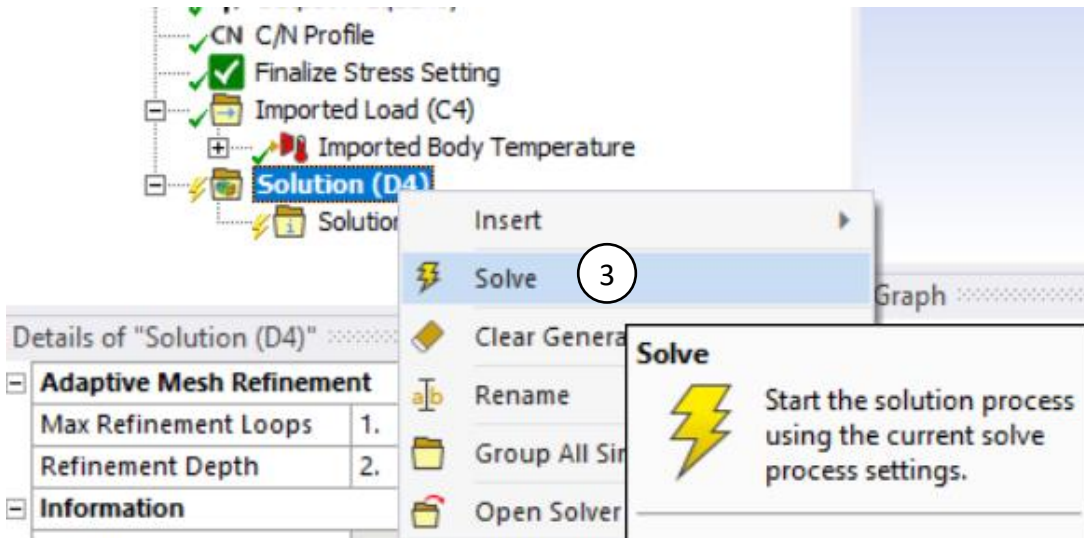 CN C/N Profile
Finalize Stress Setting
Imported Load (C4)
Imported Body Temperature
Solution (D4)
Solution
Insert
Solve
3
Graph
Details of "Solution (D4)"
Clear Genera
Solve
Adaptive Mesh Refinement
ab Rename
Start the solution process
Max Refinement Loops 1.
using the current solve
Group All Sin
process settings.
Refinement Depth 2.
Information
Open Solver